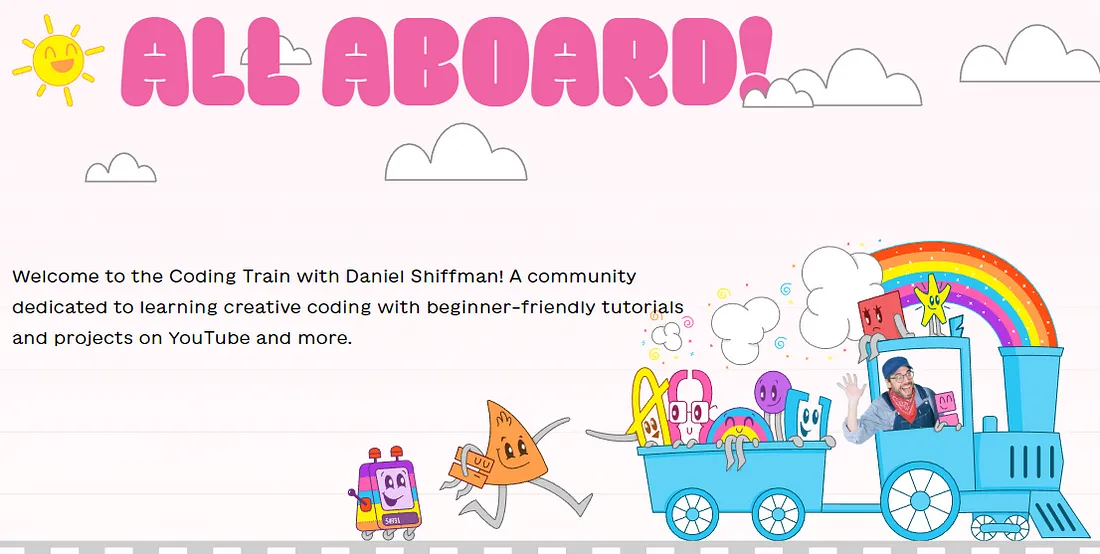 ALL ABOARD!
Welcome to the Coding Train with Daniel Shiffman! A community
dedicated to learning creative coding with beginner-friendly tutorials
and projects on YouTube and more.